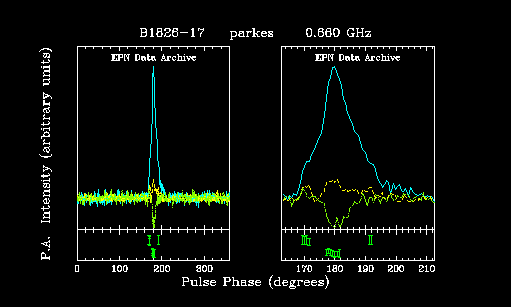 B1826-17 parkes 0.660 GHz
EPN Data Archive EPN Data Archive
P.A. Intensity (arbitrary units)
0 100 200 300 170 180 190 200 210
Pulse Phase (degrees)